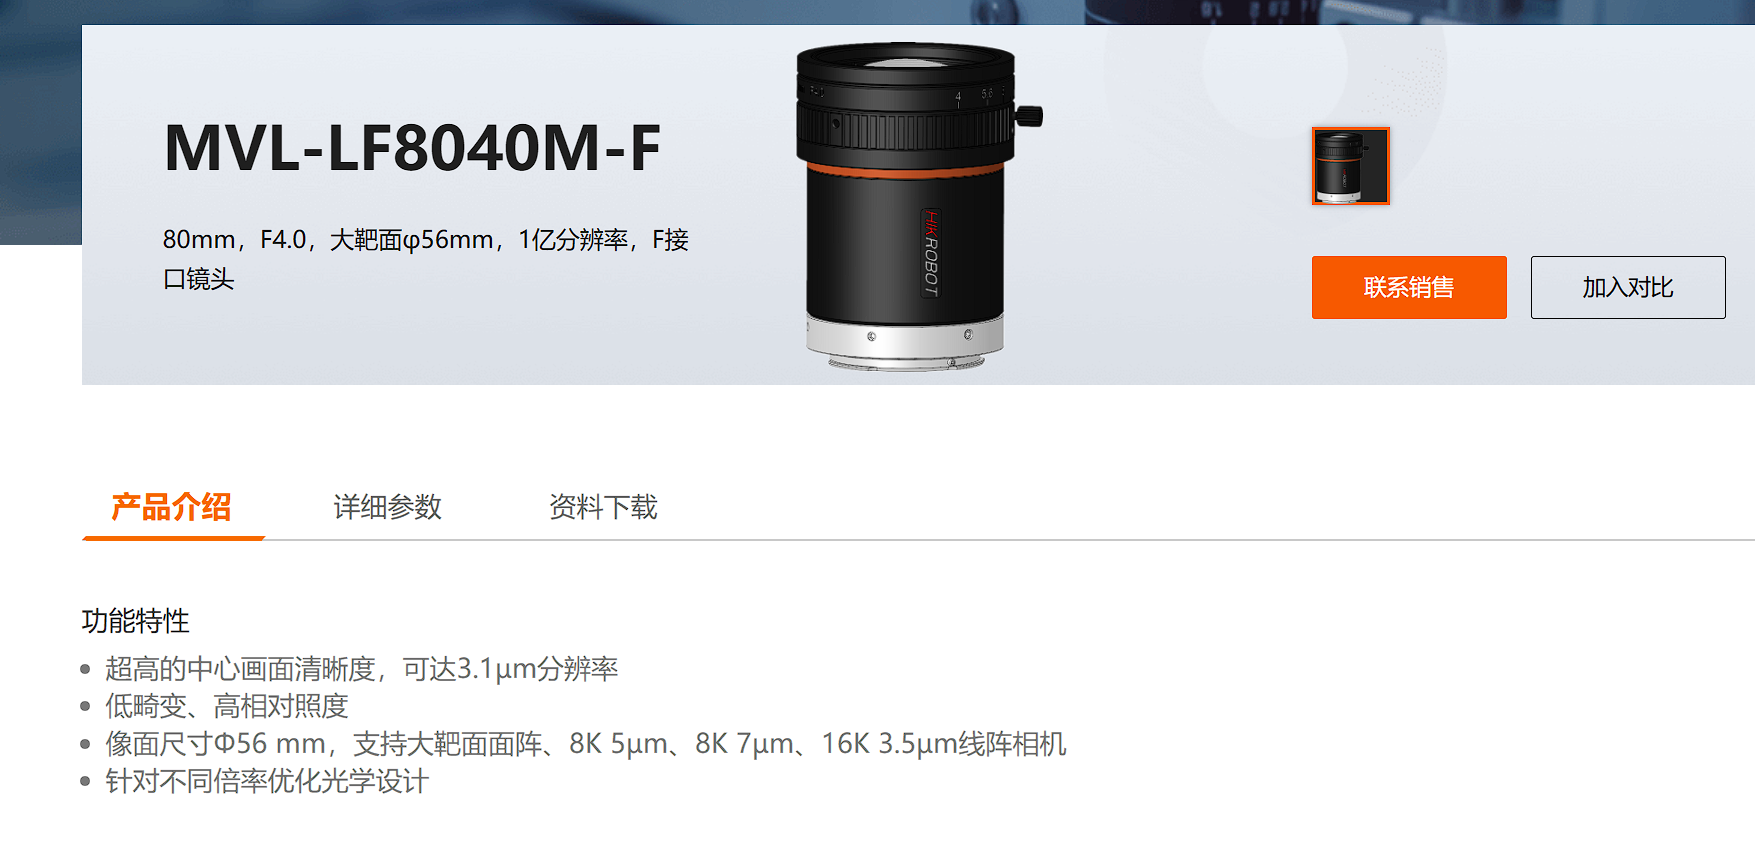 MVL-LF8040M-F
80mm，F4.0，大靶面φ56mm，1亿分辨率，F接
口镜头
4 5.6
HIKROBOT
联系销售
加入对比
产品介绍
详细参数
资料下载
功能特性
超高的中心画面清晰度，可达3.1μm分辨率
低畸变、高相对照度
像面尺寸Φ56 mm，支持大靶面面阵、8K 5μm、8K 7μm、16K 3.5μm线阵相机
针对不同倍率优化光学设计